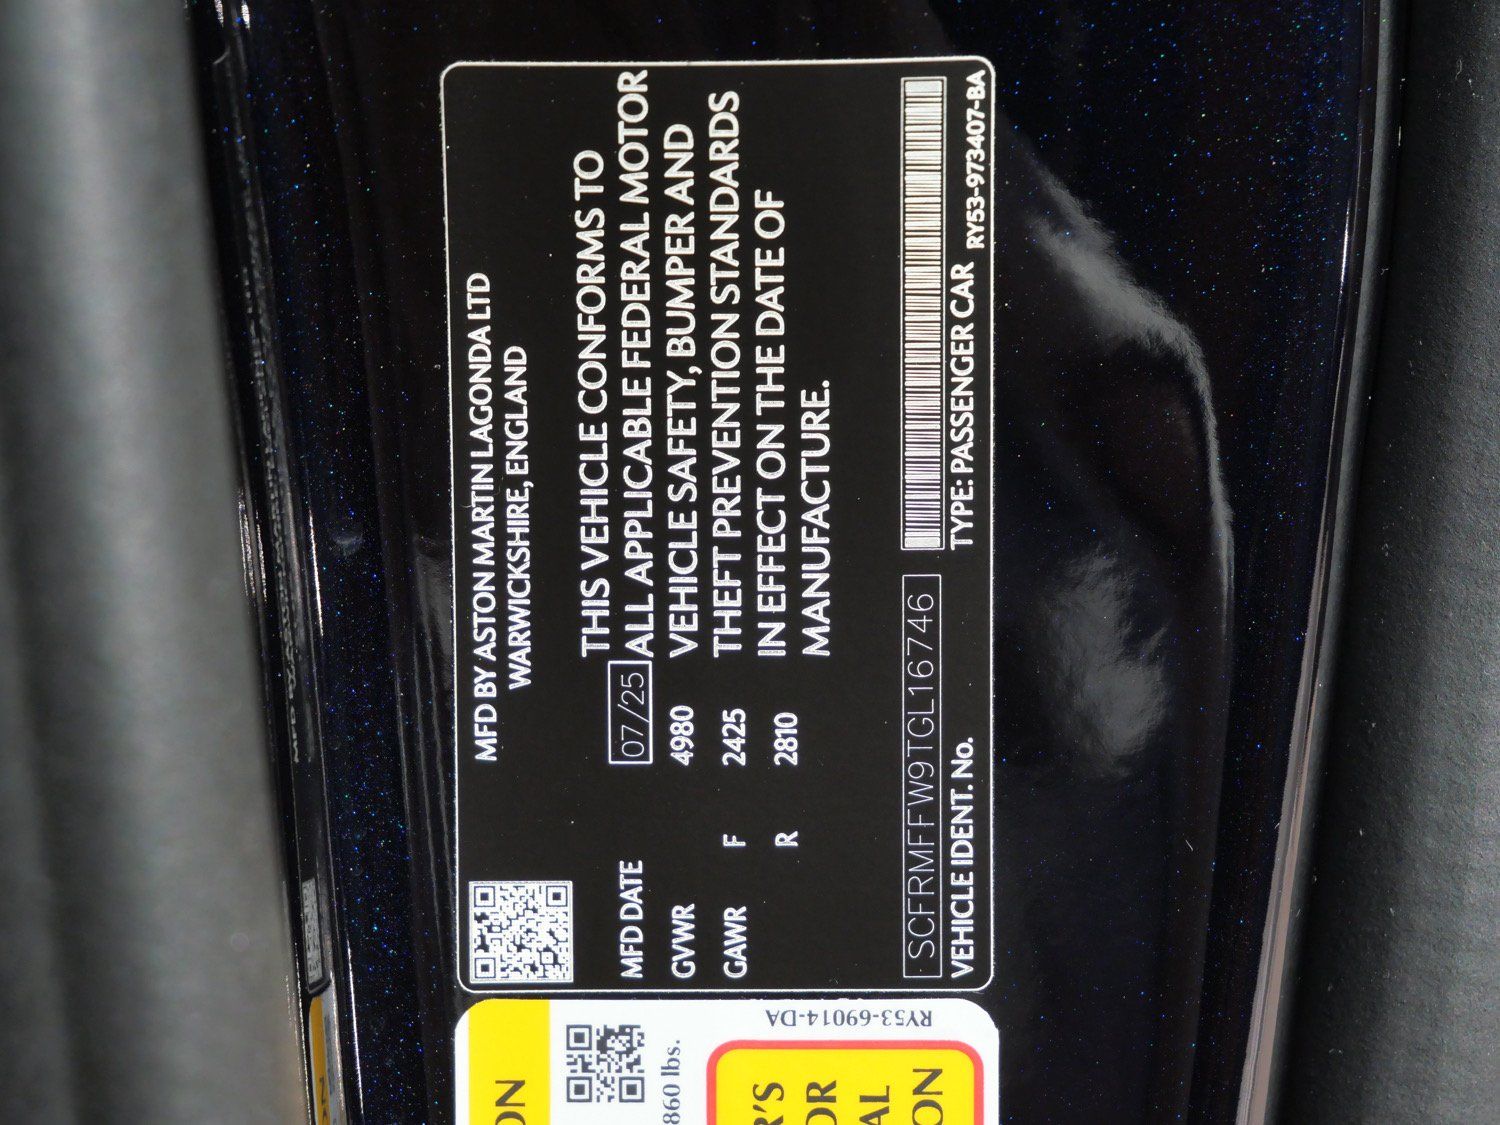 MFD BY ASTON MARTIN LAGONDA LTD
WARWICKSHIRE, ENGLAND
THIS VEHICLE CONFORMS TO
MFD DATE 07/25 ALL APPLICABLE FEDERAL MOTOR
GVWR 4980 VEHICLE SAFETY, BUMPER AND
GAWR F 2425 THEFT PREVENTION STANDARDS
R 2810 IN EFFECT ON THE DATE OF
MANUFACTURE.
SCFRMFFW9TGL16746
VEHICLE IDENT. No. TYPE: PASSENGER CAR RY53-973407-BA
RY53-69014-DA
860 lbs.